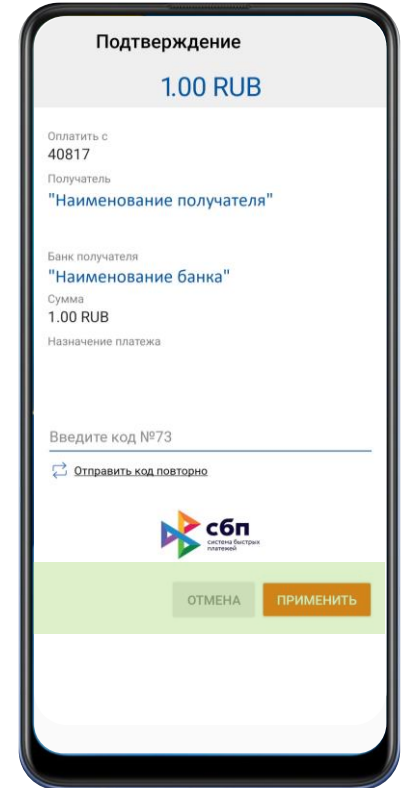 Подтверждение
1.00 RUB
Оплатить с
40817
Получатель
"Наименование получателя"
Банк получателя
"Наименование банка"
Сумма
1.00 RUB
Назначение платежа
Введите код №73
Отправить код повторно
сбп
система быстрых
платежей
ОТМЕНА ПРИМЕНИТЬ